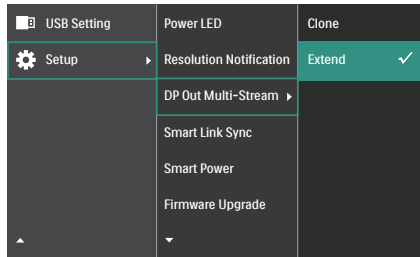 USB Setting
Setup
Power LED
Resolution Notification
DP Out Multi-Stream
Smart Link Sync
Smart Power
Firmware Upgrade
Clone
Extend